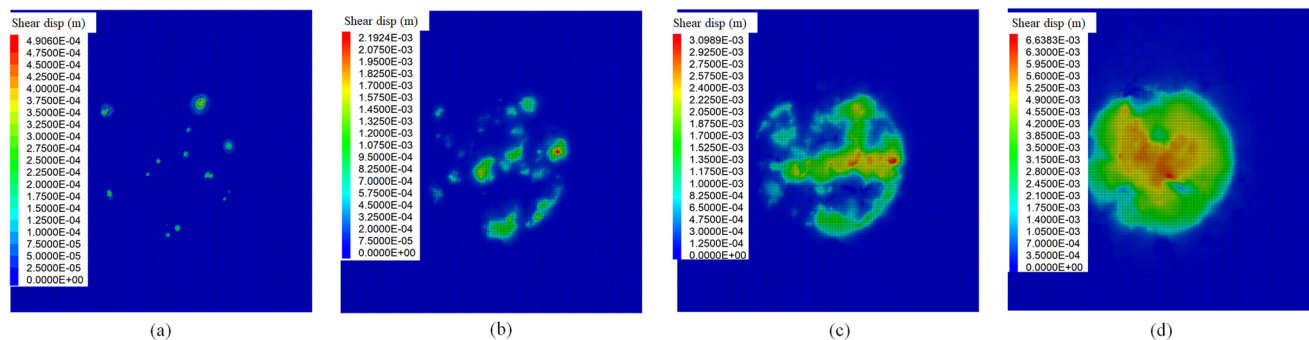 Shear disp (m)
4.9060E-04
4.7500E-04
4.5000E-04
4.2500E-04
4.0000E-04
3.7500E-04
3.5000E-04
3.2500E-04
3.0000E-04
2.7500E-04
2.5000E-04
2.2500E-04
2.0000E-04
1.7500E-04
1.5000E-04
1.2500E-04
1.0000E-04
7.5000E-05
5.0000E-05
2.5000E-05
0.0000E+00
(a)
Shear disp (m)
2.1924E-03
2.0750E-03
1.9500E-03
1.8250E-03
1.7000E-03
1.5750E-03
1.4500E-03
1.3250E-03
1.2000E-03
1.0750E-03
9.5000E-04
8.2500E-04
7.0000E-04
5.7500E-04
4.5000E-04
3.2500E-04
2.0000E-04
7.5000E-05
0.0000E+00
(b)
Shear disp (m)
3.0989E-03
2.9250E-03
2.7500E-03
2.5750E-03
2.4000E-03
2.2250E-03
2.0500E-03
1.8750E-03
1.7000E-03
1.5250E-03
1.3500E-03
1.1750E-03
1.0000E-03
8.2500E-04
6.5000E-04
4.7500E-04
3.0000E-04
1.2500E-04
0.0000E+00
(c)
Shear disp (m)
6.6383E-03
6.3000E-03
5.9500E-03
5.6000E-03
5.2500E-03
4.9000E-03
4.5500E-03
4.2000E-03
3.8500E-03
3.5000E-03
3.1500E-03
2.8000E-03
2.4500E-03
2.1000E-03
1.7500E-03
1.4000E-03
1.0500E-03
7.0000E-04
3.5000E-04
0.0000E+00
(d)